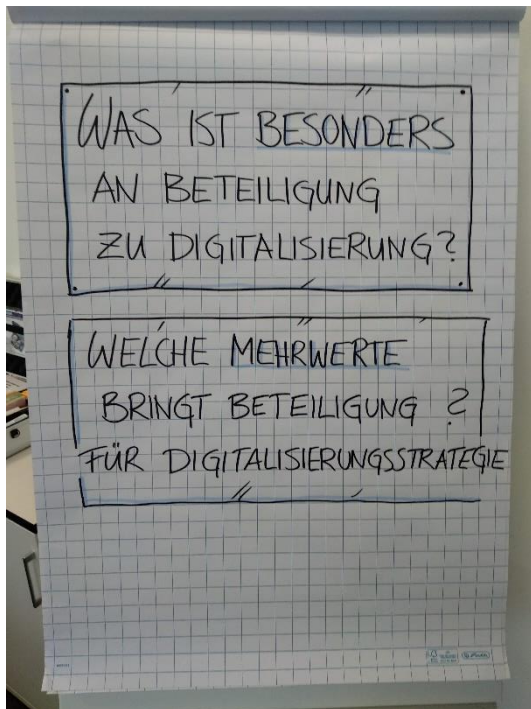 WAS IST BESONDERS
AN BETEILIGUNG
ZU DIGITALISIERUNG?
WELCHE MEHRWERTE
BRINGT BETEILIGUNG ?
FÜR DIGITALISIERUNGSSTRATEGIE